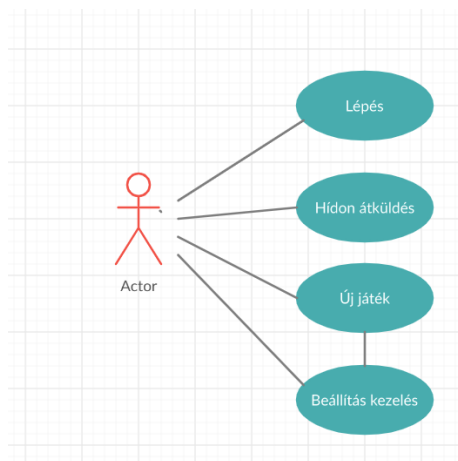 Lépés
Hídon átküldés
Actor
Új játék
Beállítás kezelés